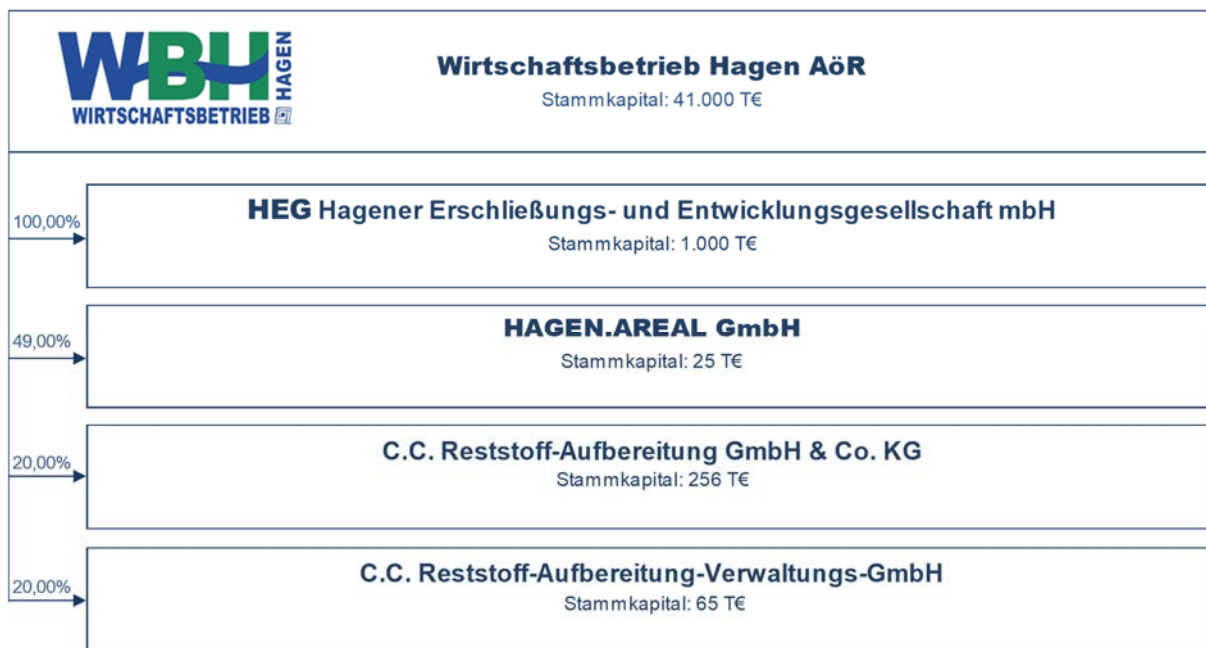 WBH HAGEN
WIRTSCHAFTSBETRIEB
Wirtschaftsbetrieb Hagen AöR
Stammkapital: 41.000 T€
100,00%
HEG Hagener Erschließungs- und Entwicklungsgesellschaft mbH
Stammkapital: 1.000 T€
49,00%
HAGEN.AREAL GmbH
Stammkapital: 25 T€
20,00%
C.C. Reststoff-Aufbereitung GmbH & Co. KG
Stammkapital: 256 T€
20,00%
C.C. Reststoff-Aufbereitung-Verwaltungs-GmbH
Stammkapital: 65 T€